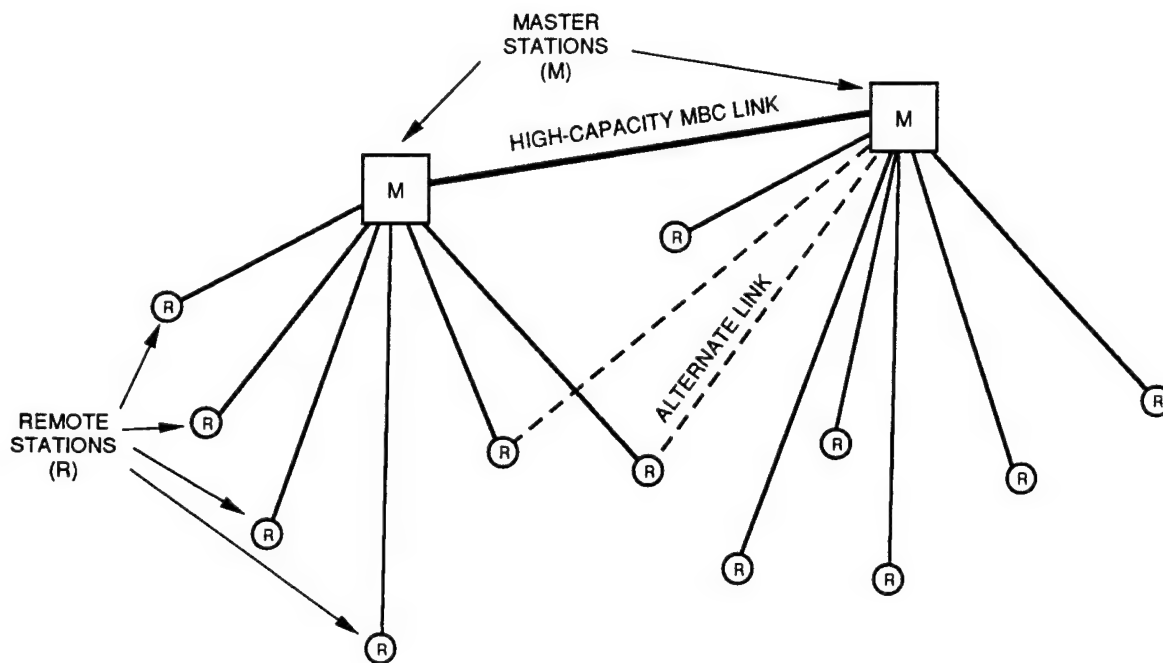 MASTER
STATIONS
(M)
HIGH-CAPACITY MBC LINK
M
M
R
R
ALTERNATE LINK
R
R
REMOTE
STATIONS
(R)
R
R
R
R
R
R
R
R